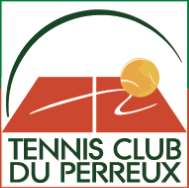 TENNIS CLUB
DU PERREUX